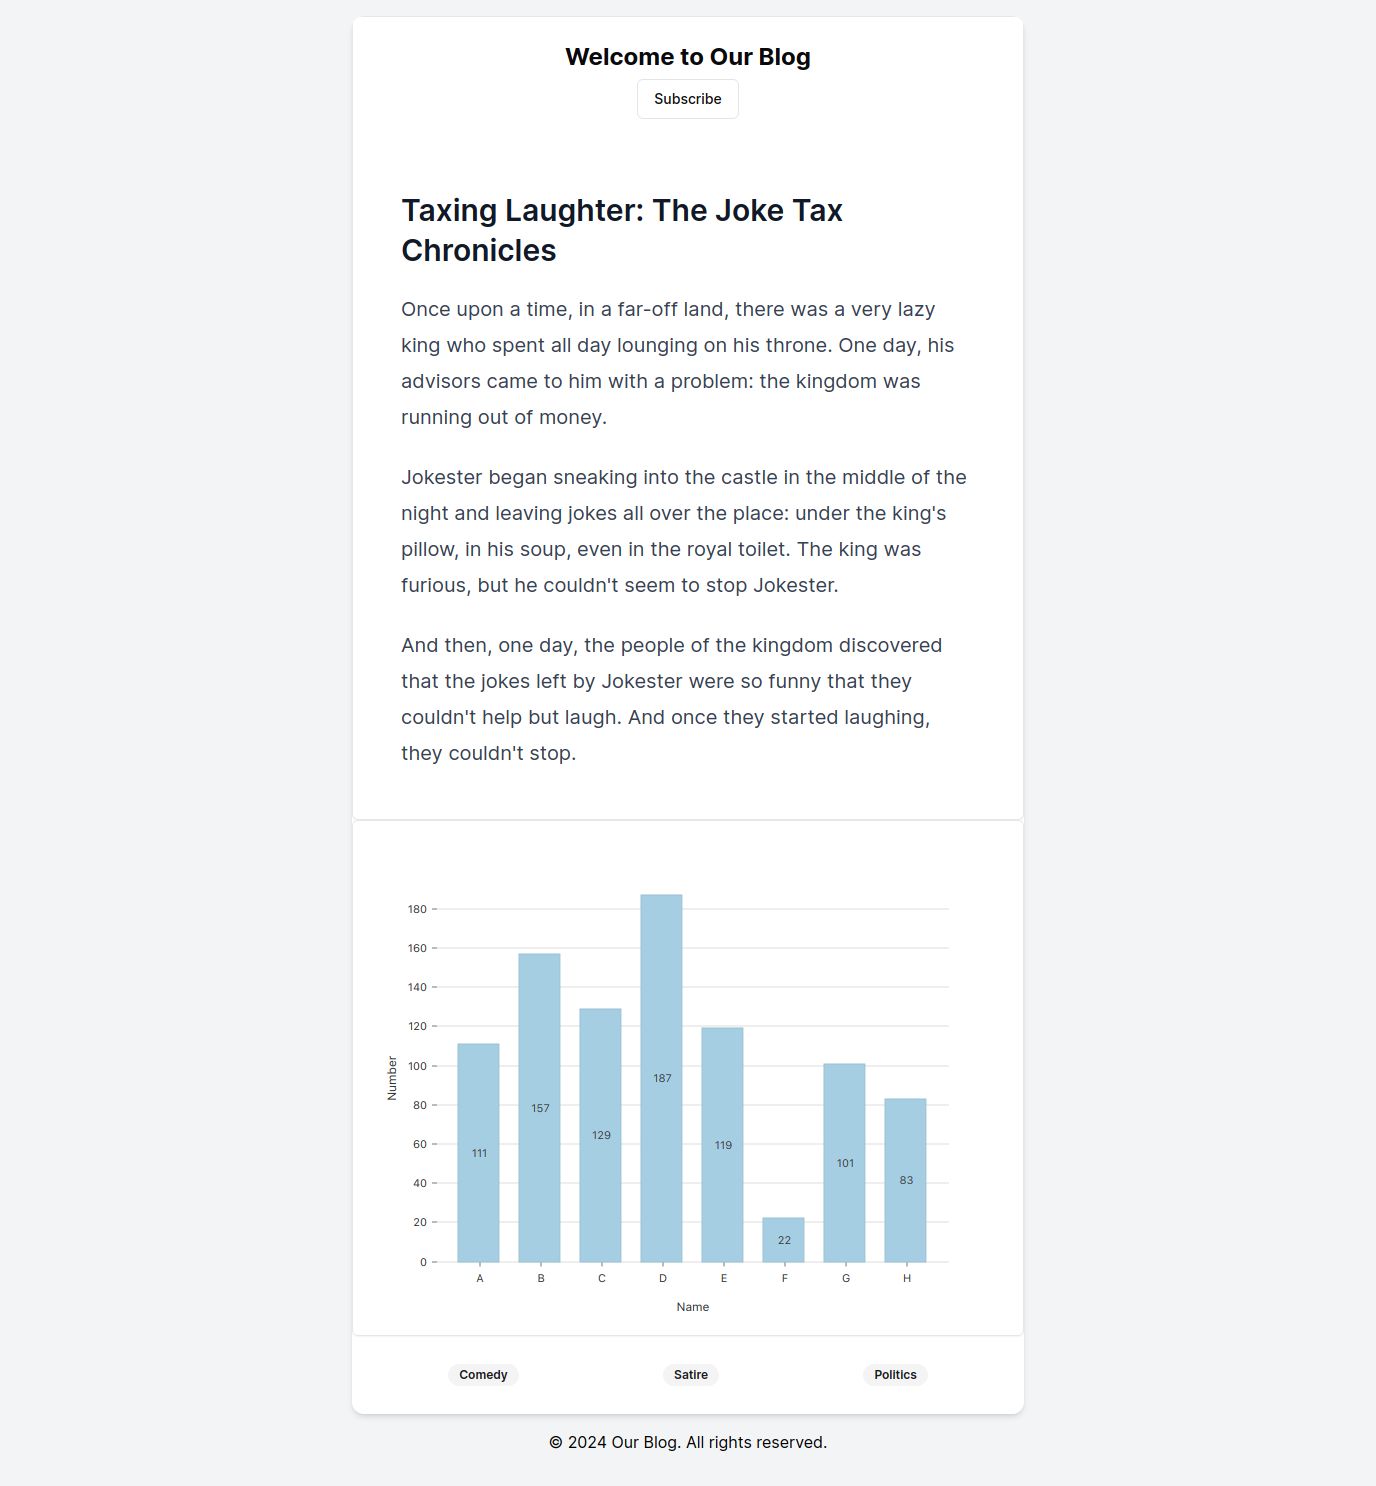 Welcome to Our Blog
Subscribe
Taxing Laughter: The Joke Tax
Chronicles
Once upon a time, in a far-off land, there was a very lazy
king who spent all day lounging on his throne. One day, his
advisors came to him with a problem: the kingdom was
running out of money.
Jokester began sneaking into the castle in the middle of the
night and leaving jokes all over the place: under the king's
pillow, in his soup, even in the royal toilet. The king was
furious, but he couldn't seem to stop Jokester.
And then, one day, the people of the kingdom discovered
that the jokes left by Jokester were so funny that they
couldn't help but laugh. And once they started laughing,
they couldn't stop.
Number
180
160
140
120
100
80
60
40
20
0
111
157
129
187
119
22
101
83
A B C D E F G H
Name
Comedy Satire Politics
© 2024 Our Blog. All rights reserved.